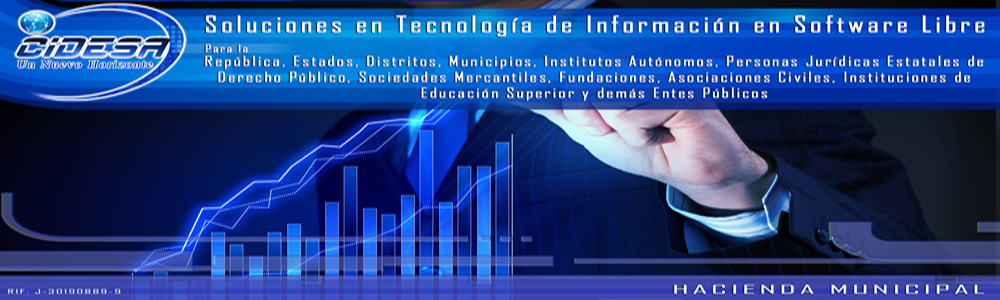 CIDESA
Un Nuevo Horizonte
Soluciones en Tecnología de Información en Software Libre
Para la
República, Estados, Distritos, Municipios, Institutos Autónomos, Personas Jurídicas Estatales de
Derecho Público, Sociedades Mercantiles, Fundaciones, Asociaciones Civiles, Instituciones de
Educación Superior y demás Entes Públicos
RIF. J-30190889-9
HACIENDA MUNICIPAL